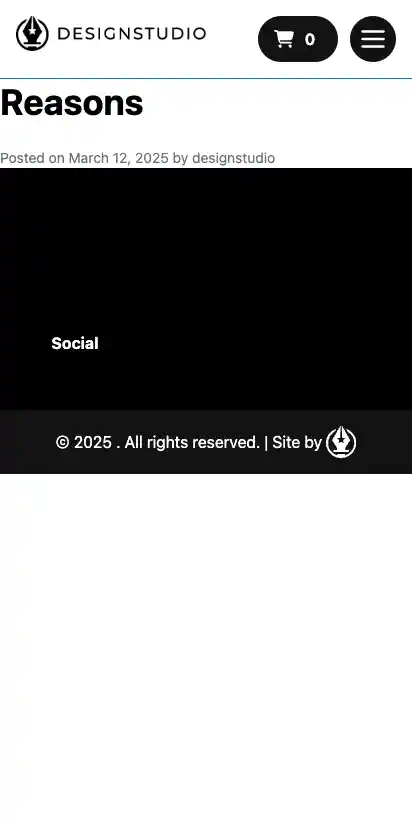 DESIGNSTUDIO
0
Reasons
Posted on March 12, 2025 by designstudio
Social
© 2025 . All rights reserved. | Site by